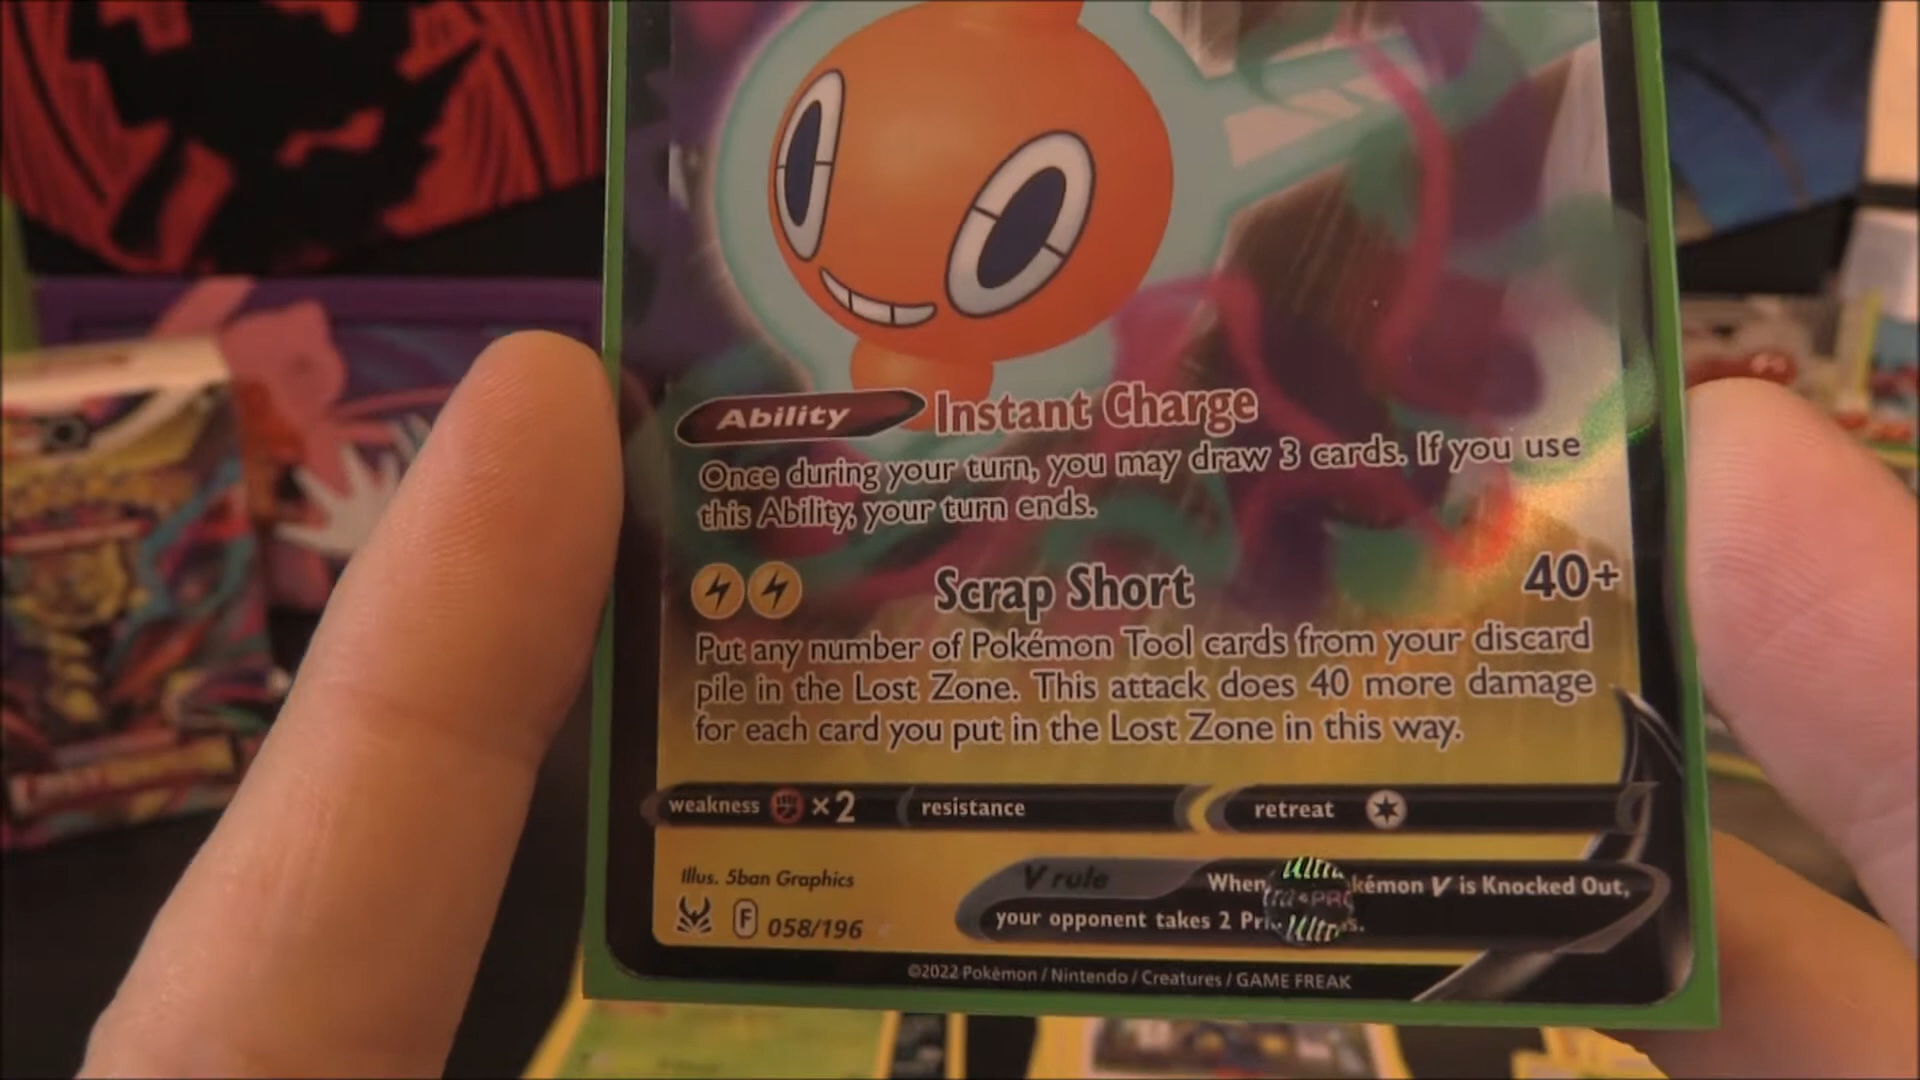 Ability Instant Charge
Once during your turn, you may draw 3 cards. If you use
this Ability, your turn ends.
Scrap Short 40+
Put any number of Pokémon Tool cards from your discard
pile in the Lost Zone. This attack does 40 more damage
for each card you put in the Lost Zone in this way.
weakness ×2 resistance retreat
Illus. 5ban Graphics
F 058/196
V rule When kémon V is Knocked Out,
your opponent takes 2
Ultra
PRO
©2022 Pokémon / Nintendo / Creatures / GAME FREAK